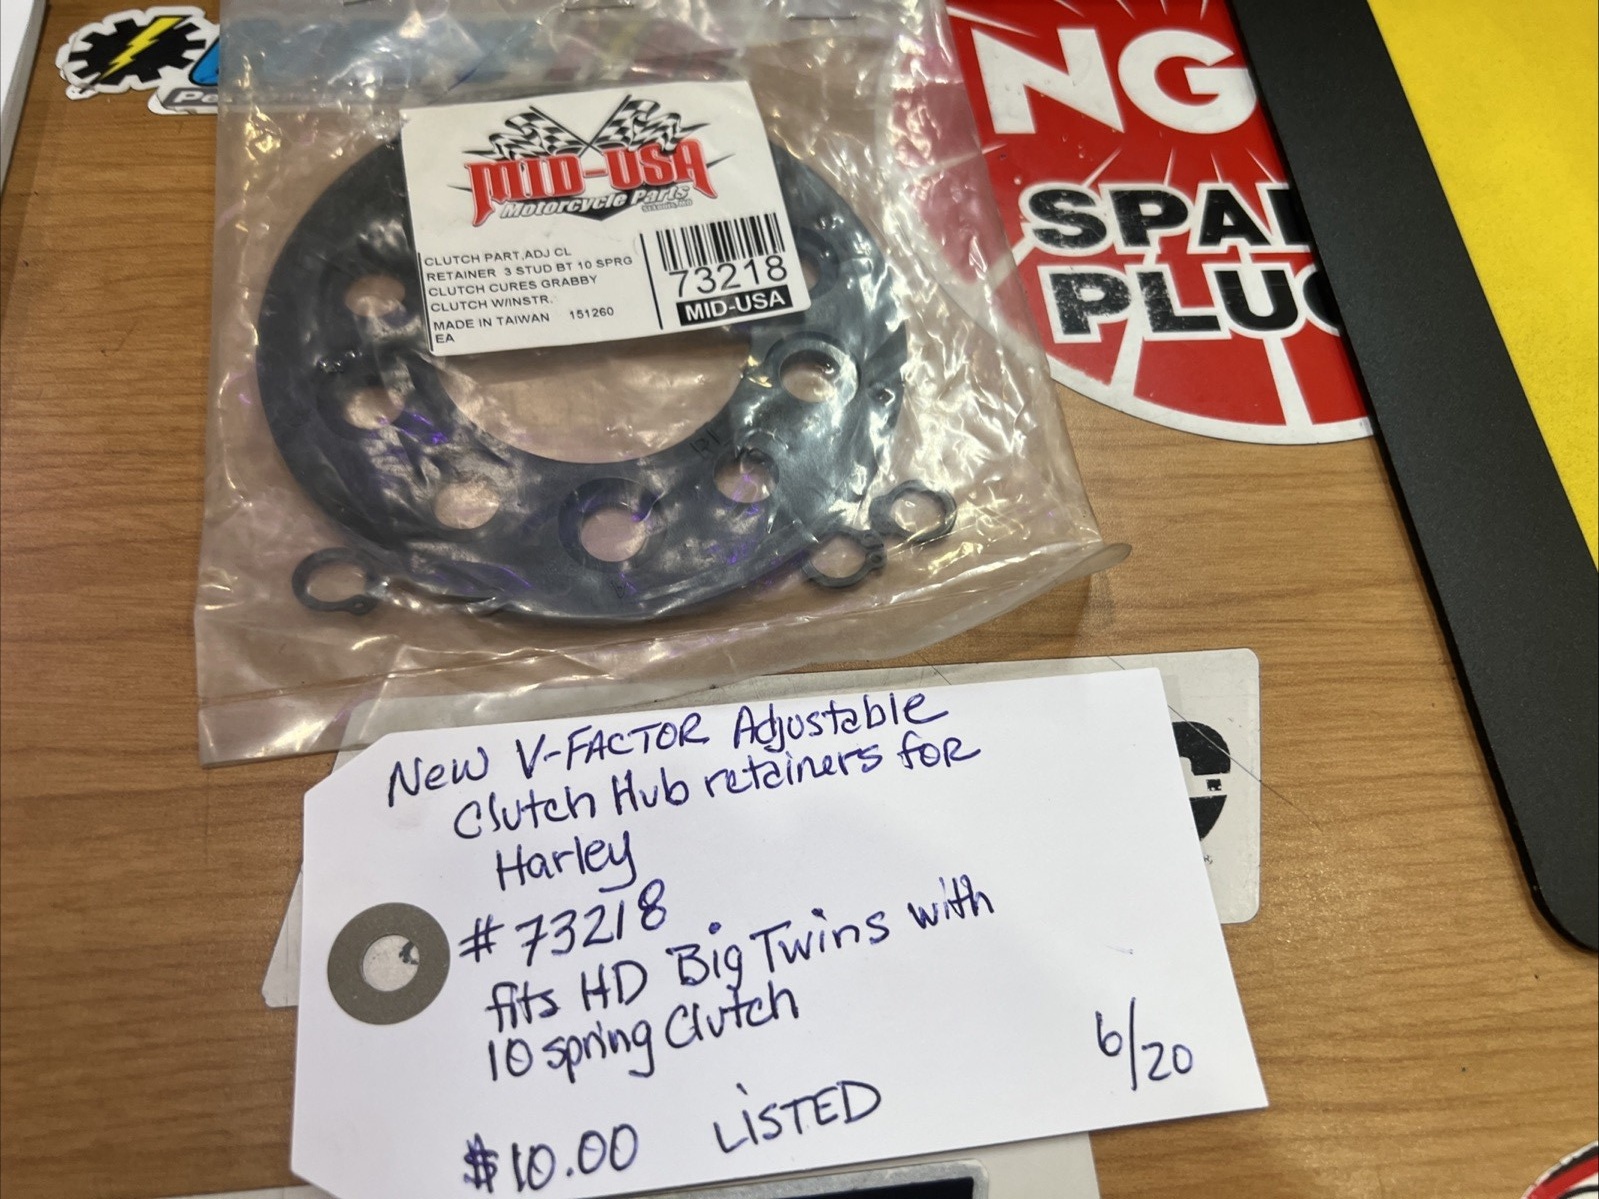 MID-USA
Motorcycle Parts
CLUTCH PART,ADJ CL
RETAINER 3 STUD BT 10 SPRG
CLUTCH CURES GRABBY
CLUTCH W/INSTR.
MADE IN TAIWAN 151260
EA
73218
MID-USA
NG
SPAR
PLUG
New V-FACTOR Adjustable
Clutch Hub retainers for
Harley
# 73218
fits HD Big Twins with
10 spring Clutch
6/20
$10.00 LISTED